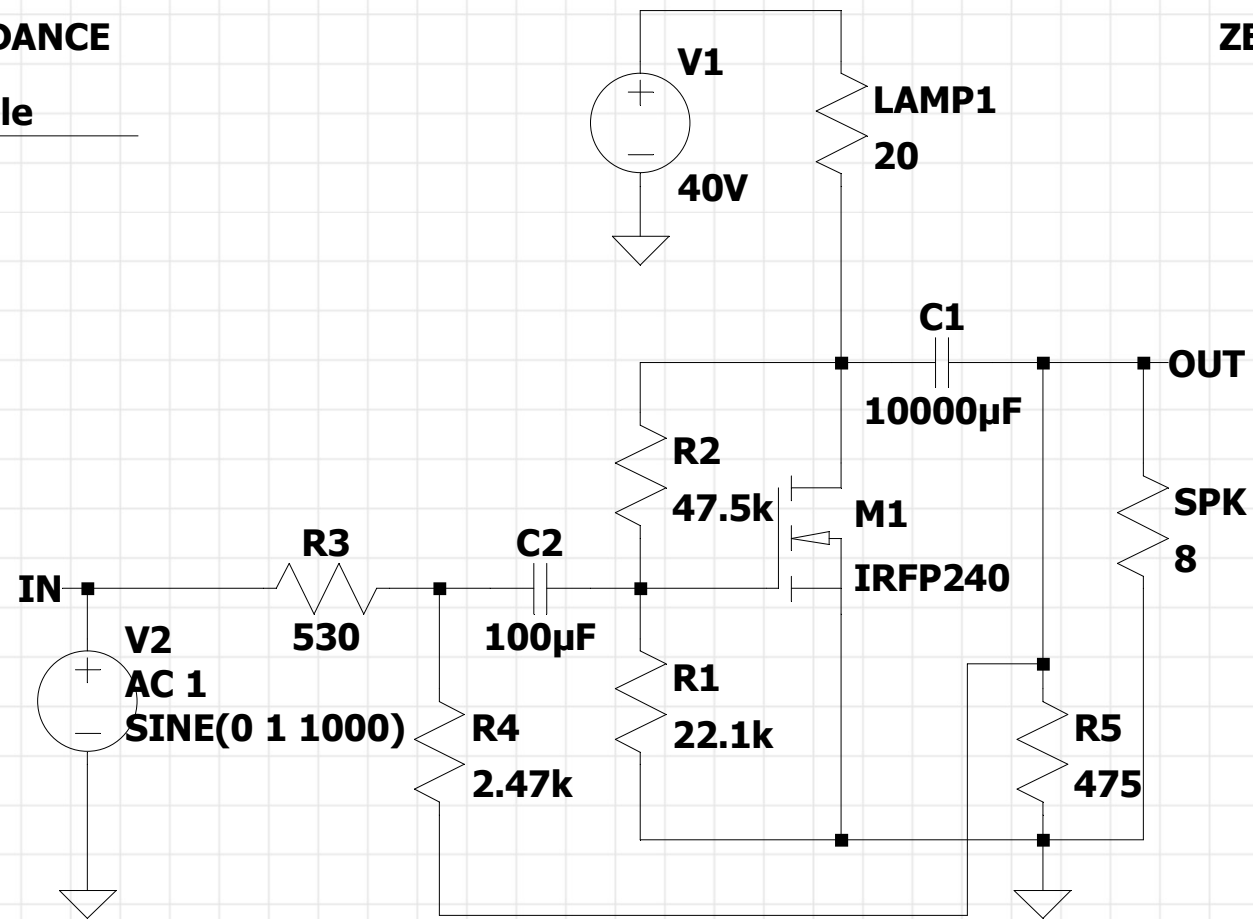 DANCE
ZE
le
V1
40V
LAMP1
20
C1
10000µF
OUT
R2
47.5k
M1
IRFP240
SPK
8
IN
R3
530
C2
100µF
V2
AC 1
SINE(0 1 1000)
R4
2.47k
R1
22.1k
R5
475